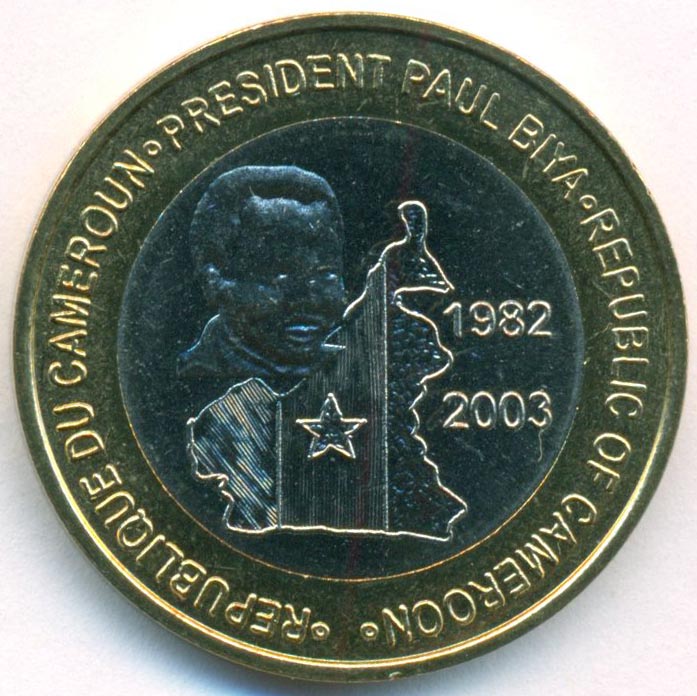 REPUBLIQUE DU CAMEROUN • PRESIDENT PAUL BIYA • REPUBLIC OF CAMEROON •
1982
2003